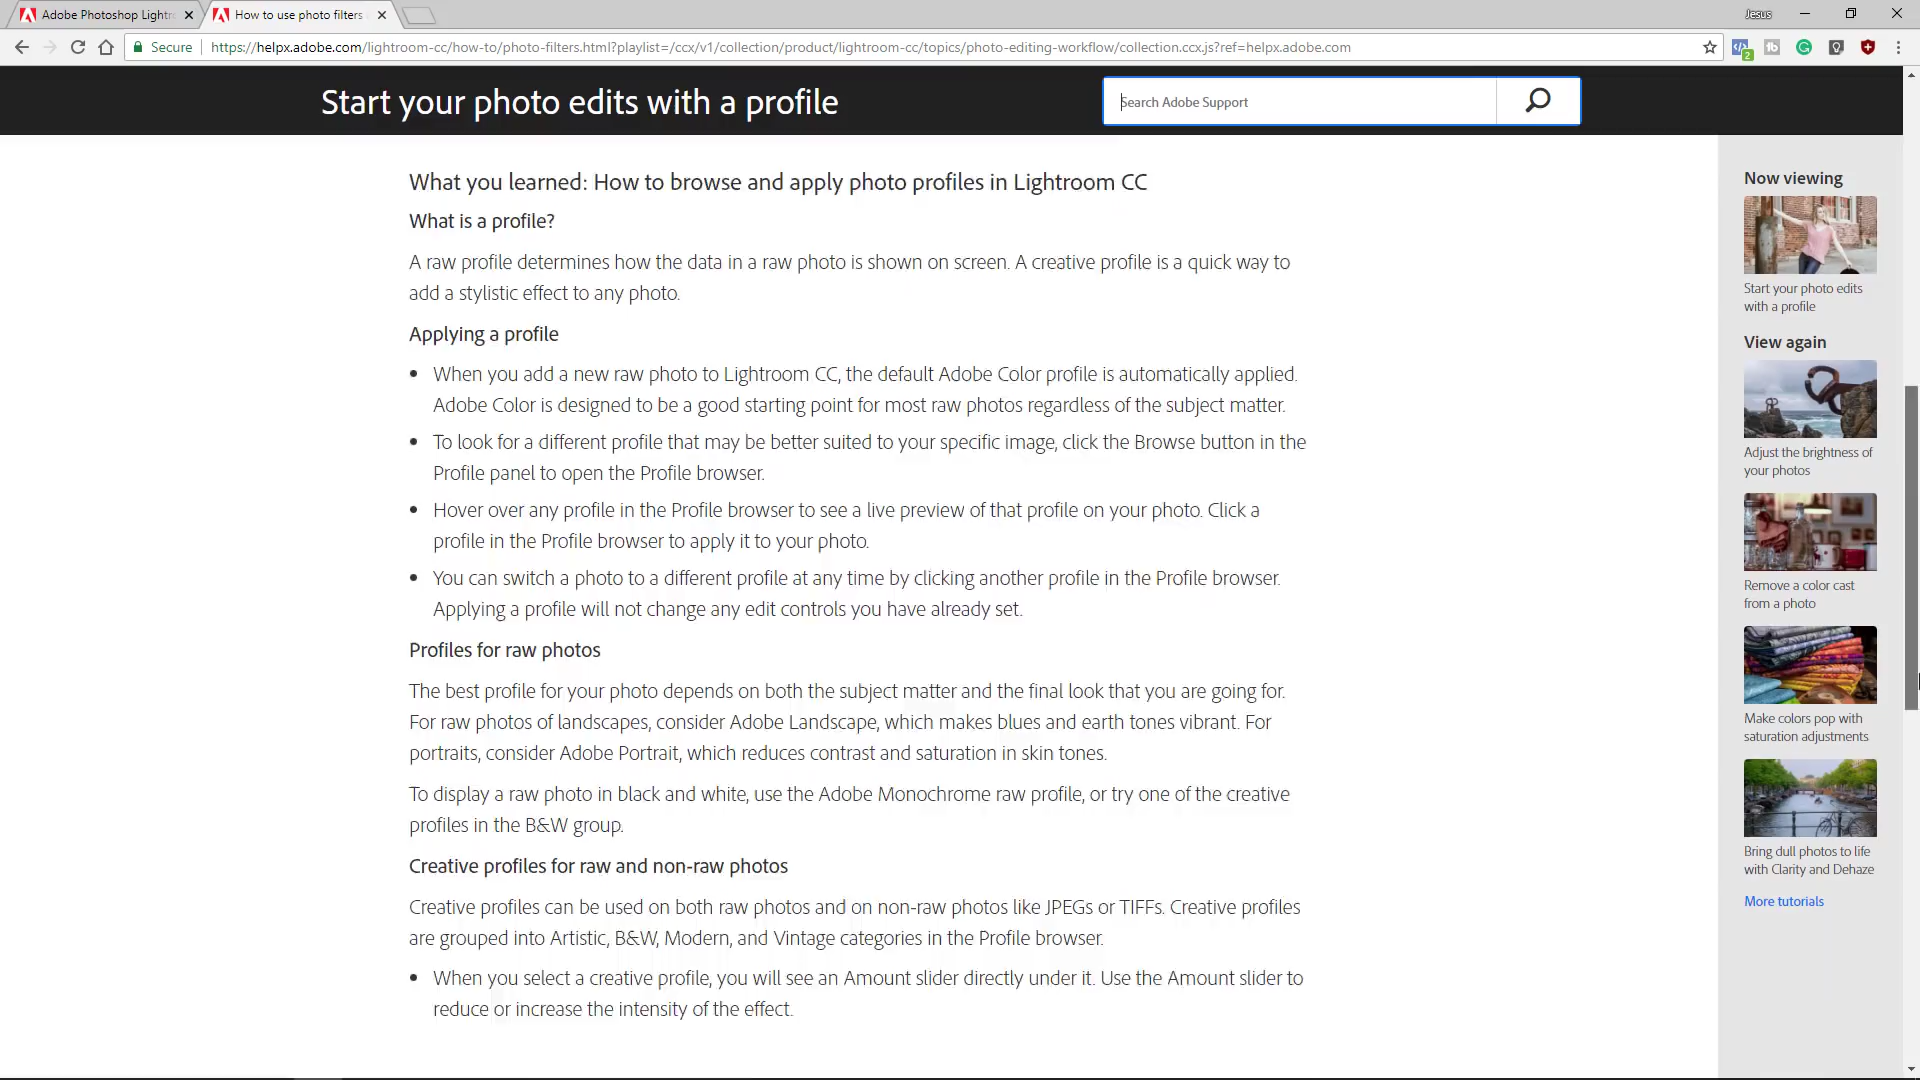 Adobe Photoshop Lightr
How to use photo filters
Jesus
Secure
https://helpx.adobe.com/lightroom-cc/how-to/photo-filters.html?playlist=/ccx/v1/collection/product/lightroom-cc/topics/photo-editing-workflow/collection.ccx.js?ref=helpx.adobe.com
2
Start your photo edits with a profile
Search Adobe Support
What you learned: How to browse and apply photo profiles in Lightroom CC
What is a profile?
A raw profile determines how the data in a raw photo is shown on screen. A creative profile is a quick way to
add a stylistic effect to any photo.
Applying a profile
When you add a new raw photo to Lightroom CC, the default Adobe Color profile is automatically applied.
Adobe Color is designed to be a good starting point for most raw photos regardless of the subject matter.
To look for a different profile that may be better suited to your specific image, click the Browse button in the
Profile panel to open the Profile browser.
Hover over any profile in the Profile browser to see a live preview of that profile on your photo. Click a
profile in the Profile browser to apply it to your photo.
You can switch a photo to a different profile at any time by clicking another profile in the Profile browser.
Applying a profile will not change any edit controls you have already set.
Profiles for raw photos
The best profile for your photo depends on both the subject matter and the final look that you are going for.
For raw photos of landscapes, consider Adobe Landscape, which makes blues and earth tones vibrant. For
portraits, consider Adobe Portrait, which reduces contrast and saturation in skin tones.
To display a raw photo in black and white, use the Adobe Monochrome raw profile, or try one of the creative
profiles in the B&W group.
Creative profiles for raw and non-raw photos
Creative profiles can be used on both raw photos and on non-raw photos like JPEGs or TIFFs. Creative profiles
are grouped into Artistic, B&W, Modern, and Vintage categories in the Profile browser.
When you select a creative profile, you will see an Amount slider directly under it. Use the Amount slider to
reduce or increase the intensity of the effect.
Now viewing
Start your photo edits
with a profile
View again
Adjust the brightness of
your photos
Remove a color cast
from a photo
Make colors pop with
saturation adjustments
Bring dull photos to life
with Clarity and Dehaze
More tutorials